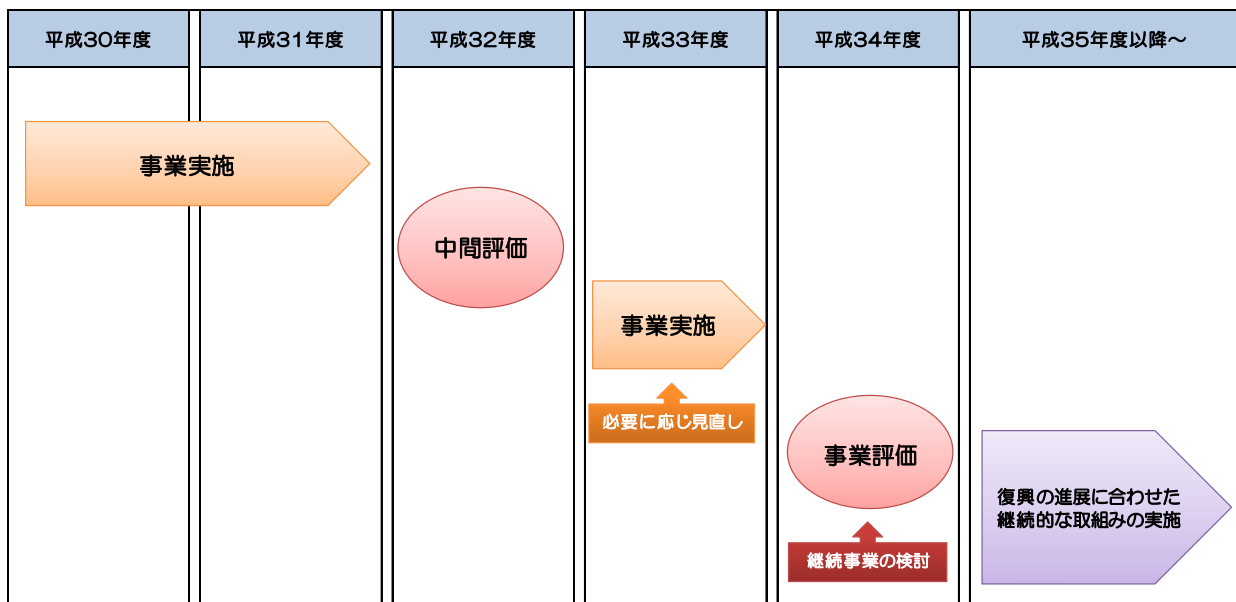 平成30年度
平成31年度
平成32年度
平成33年度
平成34年度
平成35年度以降～
事業実施
中間評価
事業実施
必要に応じ見直し
事業評価
継続事業の検討
復興の進展に合わせた
継続的な取組みの実施